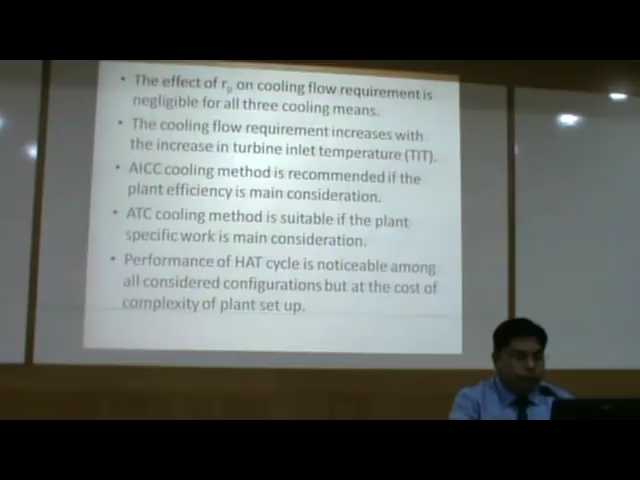 • The effect of rₚ on cooling flow requirement is
negligible for all three cooling means.
• The cooling flow requirement increases with
the increase in turbine inlet temperature (TIT).
• AICC cooling method is recommended if the
plant efficiency is main consideration.
• ATC cooling method is suitable if the plant
specific work is main consideration.
• Performance of HAT cycle is noticeable among
all considered configurations but at the cost of
complexity of plant set up.